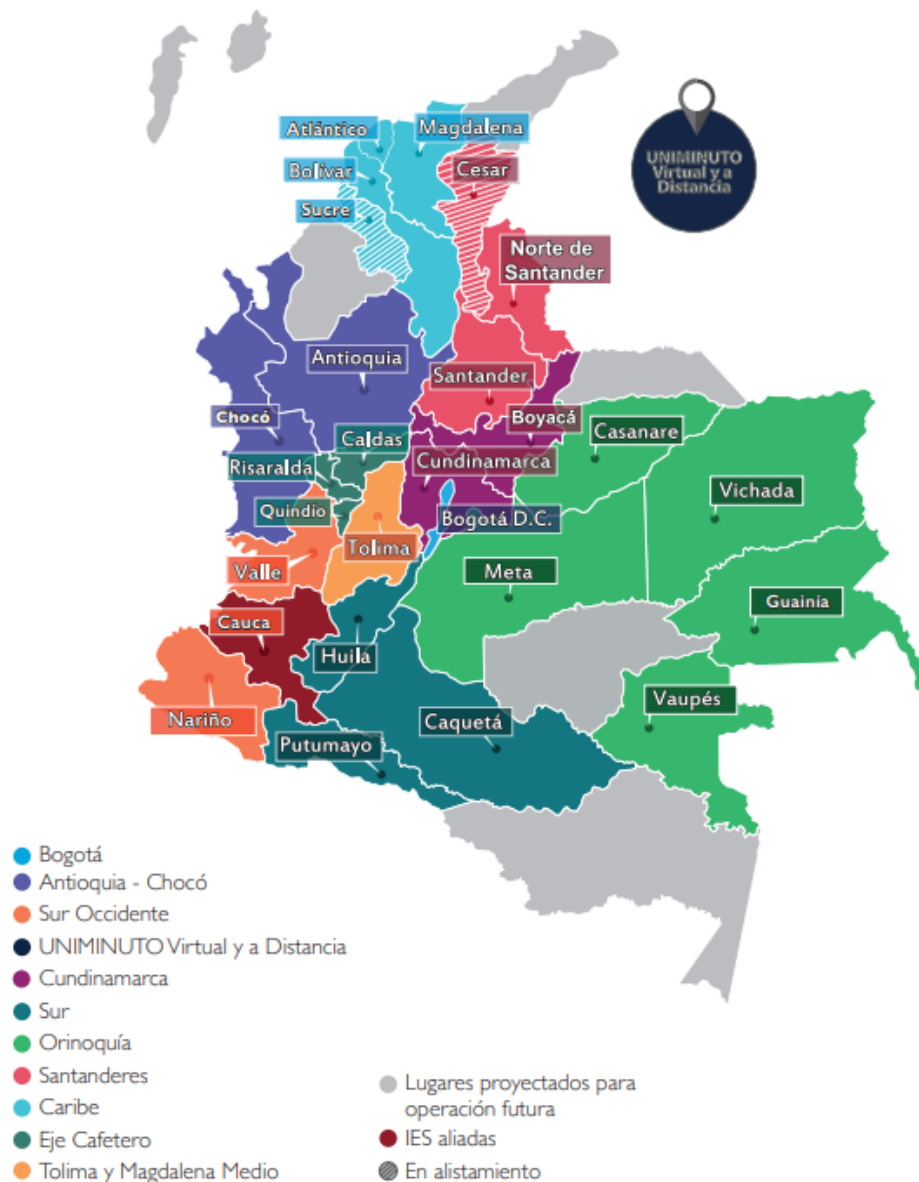 Atlántico
Magdalena
UNIMINUTO
Virtual y a
Distancia
Bolívar
Cesar
Sucre
Norte de
Santander
Antioquia
Santander
Chocó
Boyacá
Caldas
Casanare
Risaralda
Cundinamarca
Vichada
Quindio
Bogotá D.C.
Tolima
Valle
Meta
Guainía
Cauca
Huila
Vaupés
Nariño
Caquetá
Putumayo
Bogotá
Antioquia - Chocó
Sur Occidente
UNIMINUTO Virtual y a Distancia
Cundinamarca
Sur
Orinoquía
Santanderes
Caribe
Eje Cafetero
Tolima y Magdalena Medio
Lugares proyectados para
operación futura
IES aliadas
En alistamiento